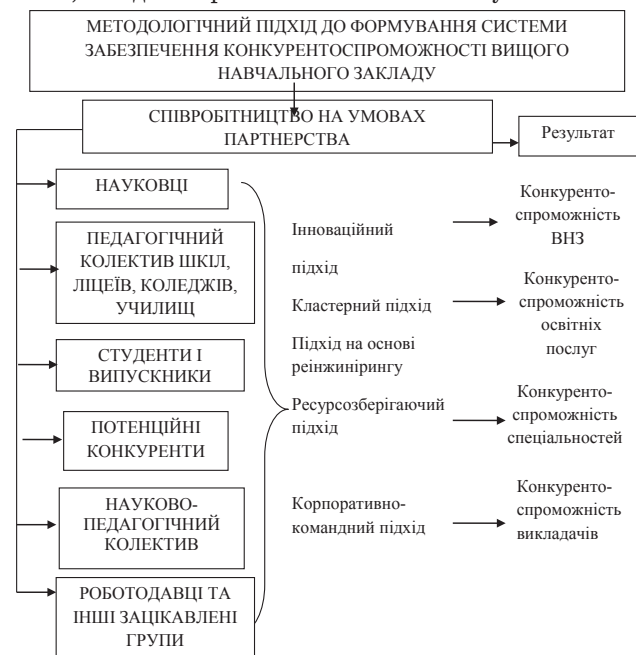 МЕТОДОЛОГІЧНИЙ ПІДХІД ДО ФОРМУВАННЯ СИСТЕМИ
ЗАБЕЗПЕЧЕННЯ КОНКУРЕНТОСПРОМОЖНОСТІ ВИЩОГО
НАВЧАЛЬНОГО ЗАКЛАДУ
СПІВРОБІТНИЦТВО НА УМОВАХ
ПАРТНЕРСТВА
Результат
НАУКОВЦІ
ПЕДАГОГІЧНИЙ
КОЛЕКТИВ ШКІЛ,
ЛІЦЕЇВ, КОЛЕДЖІВ,
УЧИЛИЩ
СТУДЕНТИ І
ВИПУСКНИКИ
ПОТЕНЦІЙНІ
КОНКУРЕНТИ
НАУКОВО-
ПЕДАГОГІЧНИЙ
КОЛЕКТИВ
РОБОТОДАВЦІ ТА
ІНШІ ЗАЦІКАВЛЕНІ
ГРУПИ
Інноваційний
підхід
Кластерний підхід
Підхід на основі
реінжинірингу
Ресурсозберігаючий
підхід
Корпоративно-
командний підхід
Конкуренто-
спроможність
ВНЗ
Конкуренто-
спроможність
освітніх
послуг
Конкуренто-
спроможність
спеціальностей
Конкуренто-
спроможність
викладачів